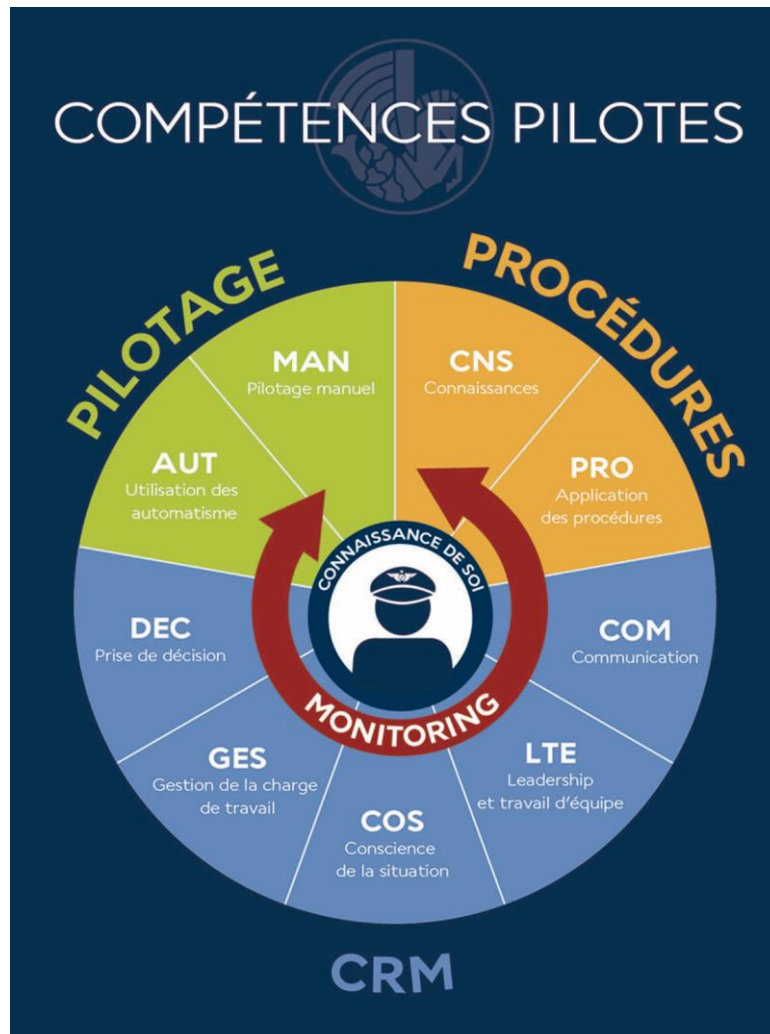 COMPÉTENCES PILOTES
PILOTAGE
PROCÉDURES
MAN
Pilotage manuel
CNS
Connaissances
AUT
Utilisation des
automatisme
PRO
Application
des procédures
CONNAISSANCE DE SOI
DEC
Prise de décision
COM
Communication
MONITORING
GES
Gestion de la charge
de travail
LTE
Leadership
et travail d'équipe
COS
Conscience
de la situation
CRM